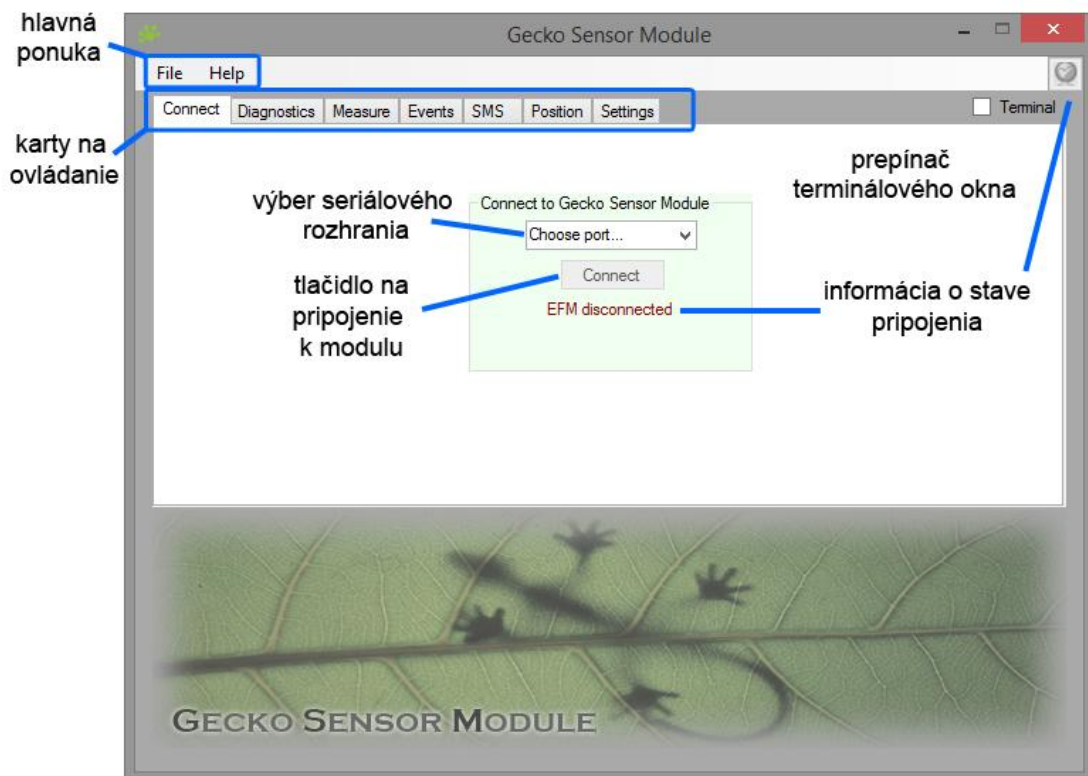 hlavná
ponuka
Gecko Sensor Module
File Help
Connect Diagnostics Measure Events SMS Position Settings
Terminal
karty na
ovládanie
prepínač
terminálového okna
výber seriálového
rozhrania
Connect to Gecko Sensor Module
Choose port...
Connect
tlačidlo na
pripojenie
k modulu
EFM disconnected
informácia o stave
pripojenia
GECKO SENSOR MODULE